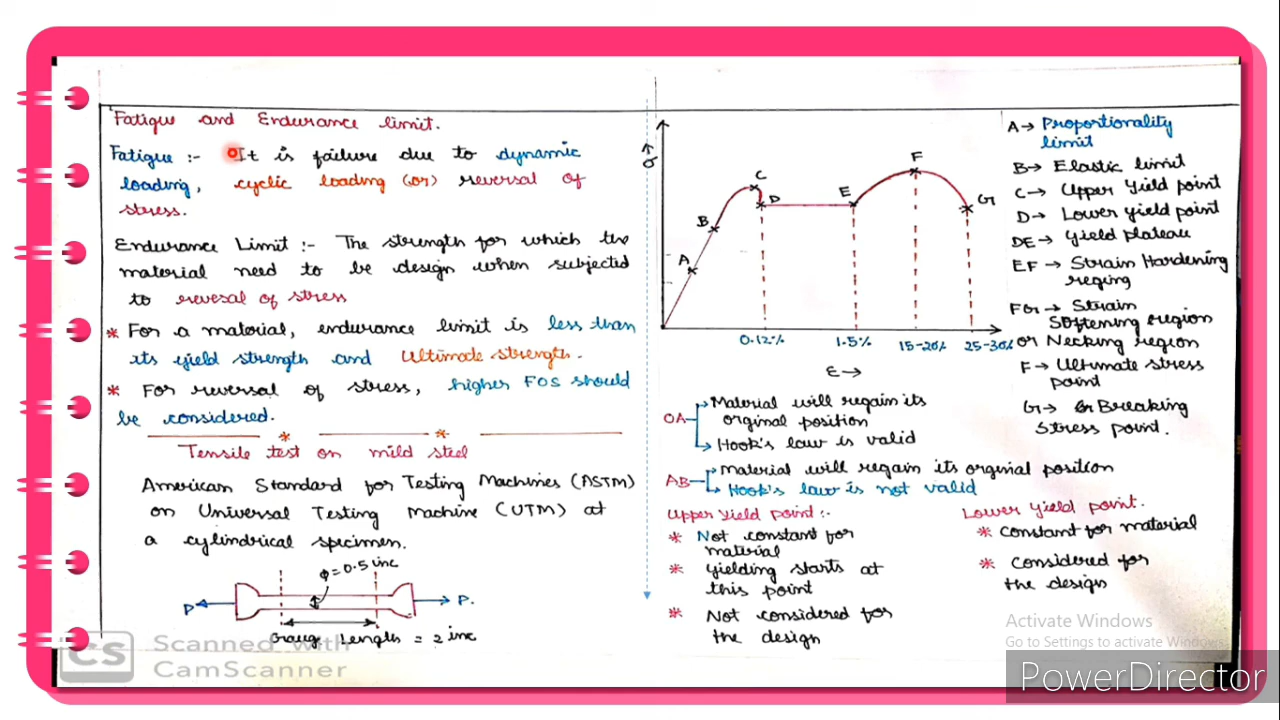 Fatigue and Endurance limit.
Fatigue :- It is failure due to dynamic
loading, cyclic loading (or) reversal of
stress.
Endurance Limit :- The strength for which the
material need to be design when subjected
to revesal of stress
* For a material, endurance limit is less than
its yield strength and Ultimate strength.
* For reversal of stress, higher FOS should
be considered.
* *
Tensile test on mild steel
American Standard for Testing Machines (ASTM)
on Universal Testing Machine (UTM) at
a cylindrical specimen.
Φ=0.5 inc
P P.
Gauge Length = 2 inc
σ
A B C D E F G
0.12% 1.5% 15-20% 25-30%
ε→
A→ Proportionality
limit
B→ Elastic limit
C→ Upper Yield point
D→ Lower yield point
DE→ Yield plateau
EF→ Strain Hardening
reging
FG→ Strain
Softening region
or Necking region
F→ Ultimate stress
point
G→ Breaking
Stress point.
OA Material will regain its
orginal position
Hook's law is valid
AB Material will regain its orginal position
Hook's law is not valid
Upper yield point :-
* Not constant for
material
* yielding starts at
this point
* Not considered for
the design
Lower yield point.
* constant for material
* considered for
the design
CS Scanned with
CamScanner
Activate Windows
Go to Settings to activate Windows.
PowerDirector